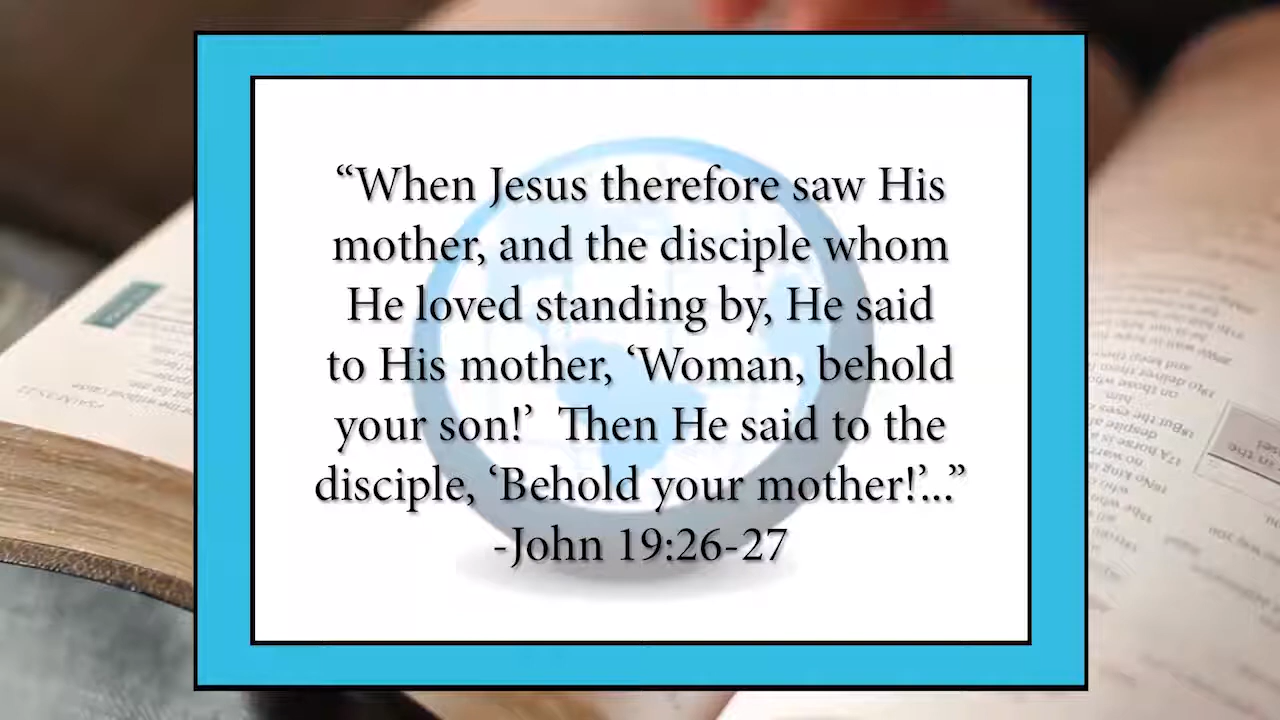 “When Jesus therefore saw His
mother, and the disciple whom
He loved standing by, He said
to His mother, ‘Woman, behold
your son!’  Then He said to the
disciple, ‘Behold your mother!’...”
-John 19:26-27